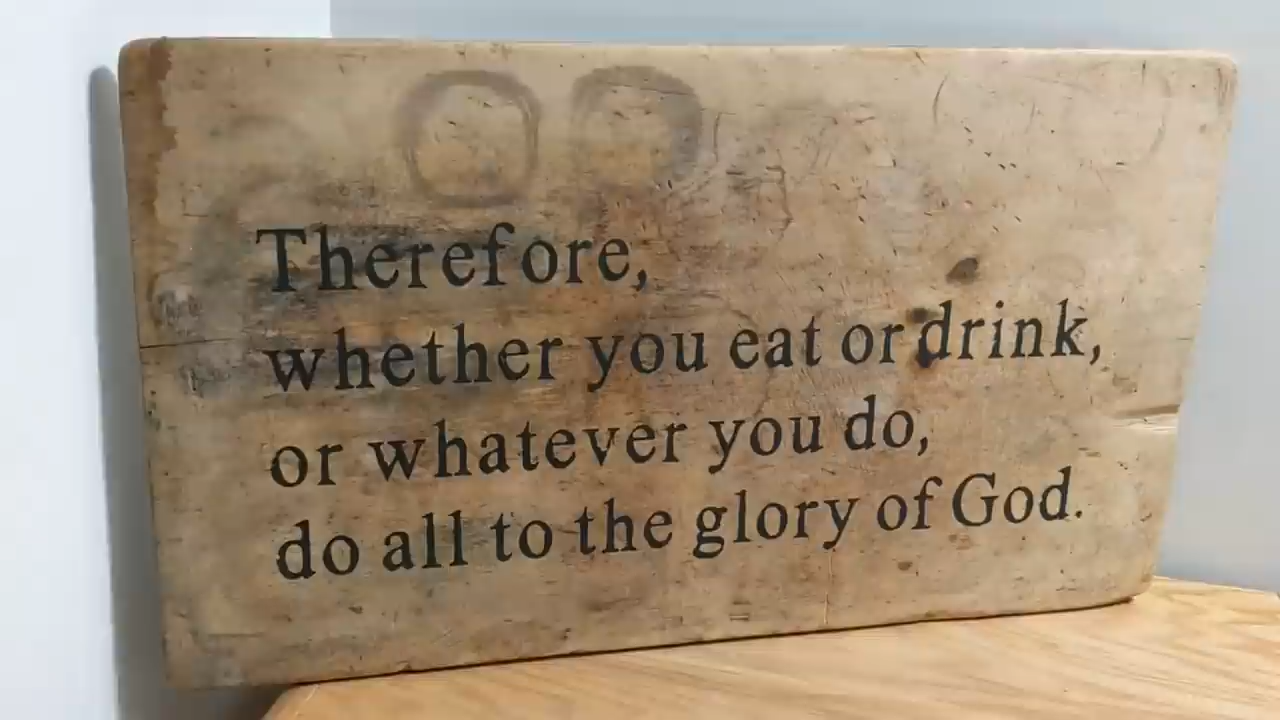 Therefore,
whether you eat or drink,
or whatever you do,
do all to the glory of God.